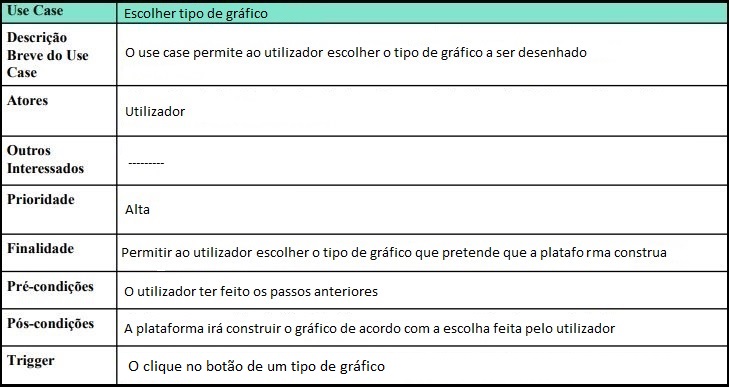 Use Case
Escolher tipo de gráfico
Descrição
Breve do Use
Case
O use case permite ao utilizador escolher o tipo de gráfico a ser desenhado
Atores
Utilizador
Outros
Interessados
---------
Prioridade
Alta
Finalidade
Permitir ao utilizador escolher o tipo de gráfico que pretende que a platafo rma construa
Pré-condições
O utilizador ter feito os passos anteriores
Pós-condições
A plataforma irá construir o gráfico de acordo com a escolha feita pelo utilizador
Trigger
O clique no botão de um tipo de gráfico